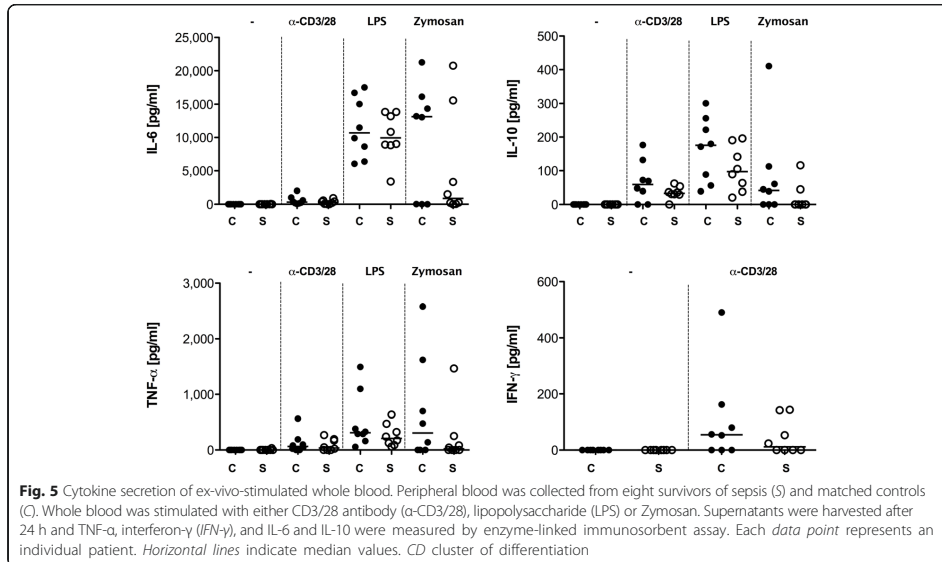 - α-CD3/28 LPS Zymosan
25,000
20,000
15,000
10,000
5,000
0
IL-6 [pg/ml]
C S C S C S C S
- α-CD3/28 LPS Zymosan
500
400
300
200
100
0
IL-10 [pg/ml]
C S C S C S C S
- α-CD3/28 LPS Zymosan
3,000
2,000
1,000
0
TNF-α [pg/ml]
C S C S C S C S
- α-CD3/28
600
400
200
0
IFN-γ [pg/ml]
C S C S
Fig. 5 Cytokine secretion of ex-vivo-stimulated whole blood. Peripheral blood was collected from eight survivors of sepsis (S) and matched controls
(C). Whole blood was stimulated with either CD3/28 antibody (α-CD3/28), lipopolysaccharide (LPS) or Zymosan. Supernatants were harvested after
24 h and TNF-α, interferon-γ (IFN-γ), and IL-6 and IL-10 were measured by enzyme-linked immunosorbent assay. Each data point represents an
individual patient. Horizontal lines indicate median values. CD cluster of differentiation